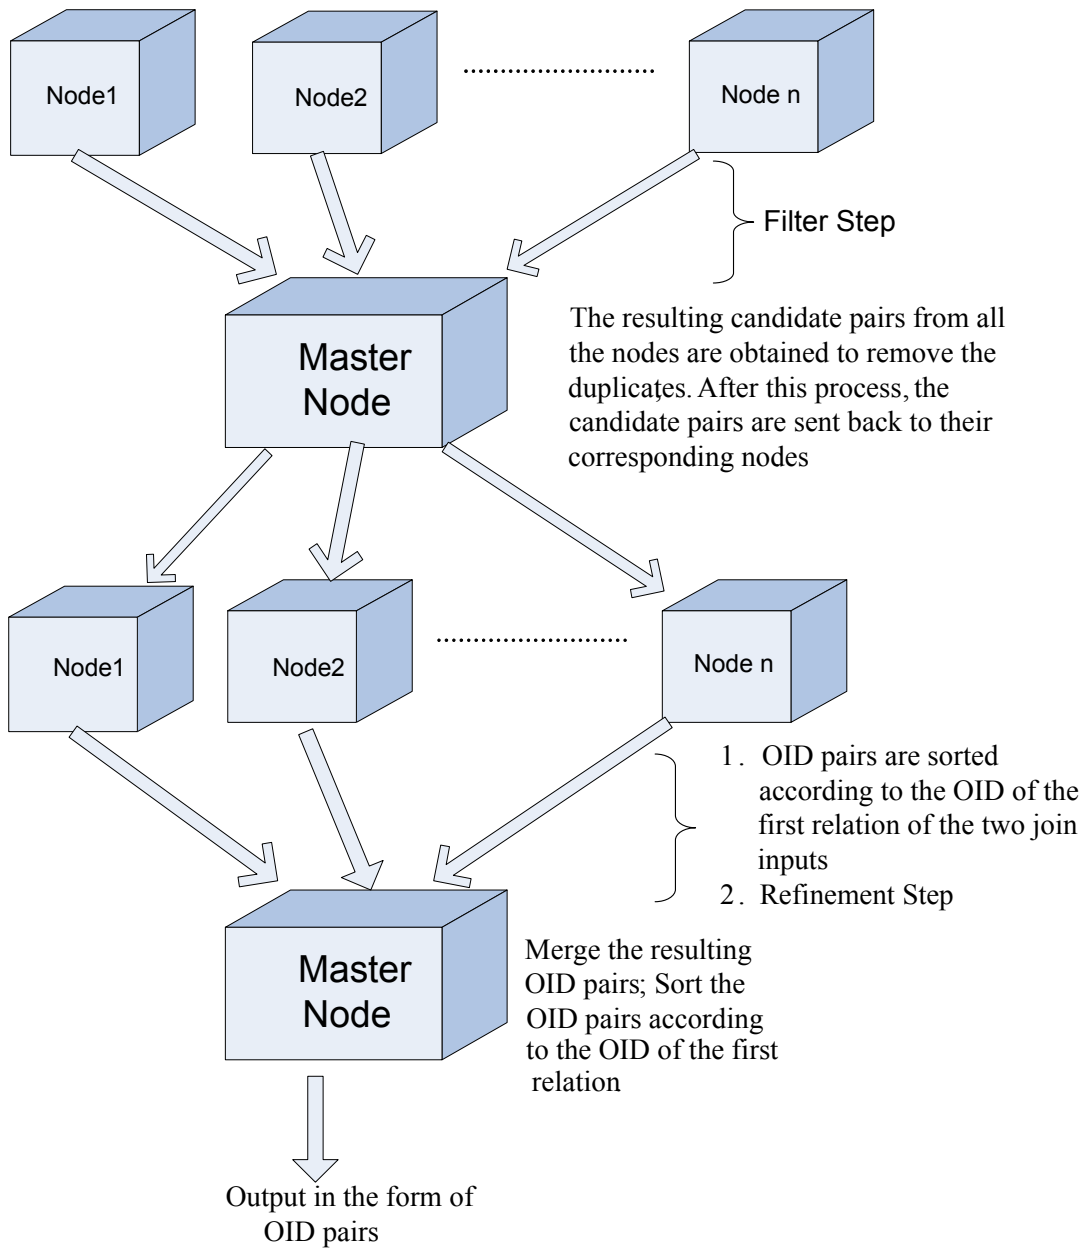 Node1
Node2
Node n
Filter Step
The resulting candidate pairs from all
the nodes are obtained to remove the
duplicates. After this process, the
candidate pairs are sent back to their
corresponding nodes
Master
Node
Node1
Node2
Node n
1. OID pairs are sorted
according to the OID of the
first relation of the two join
inputs
2. Refinement Step
Master
Node
Merge the resulting
OID pairs; Sort the
OID pairs according
to the OID of the first
relation
Output in the form of
OID pairs